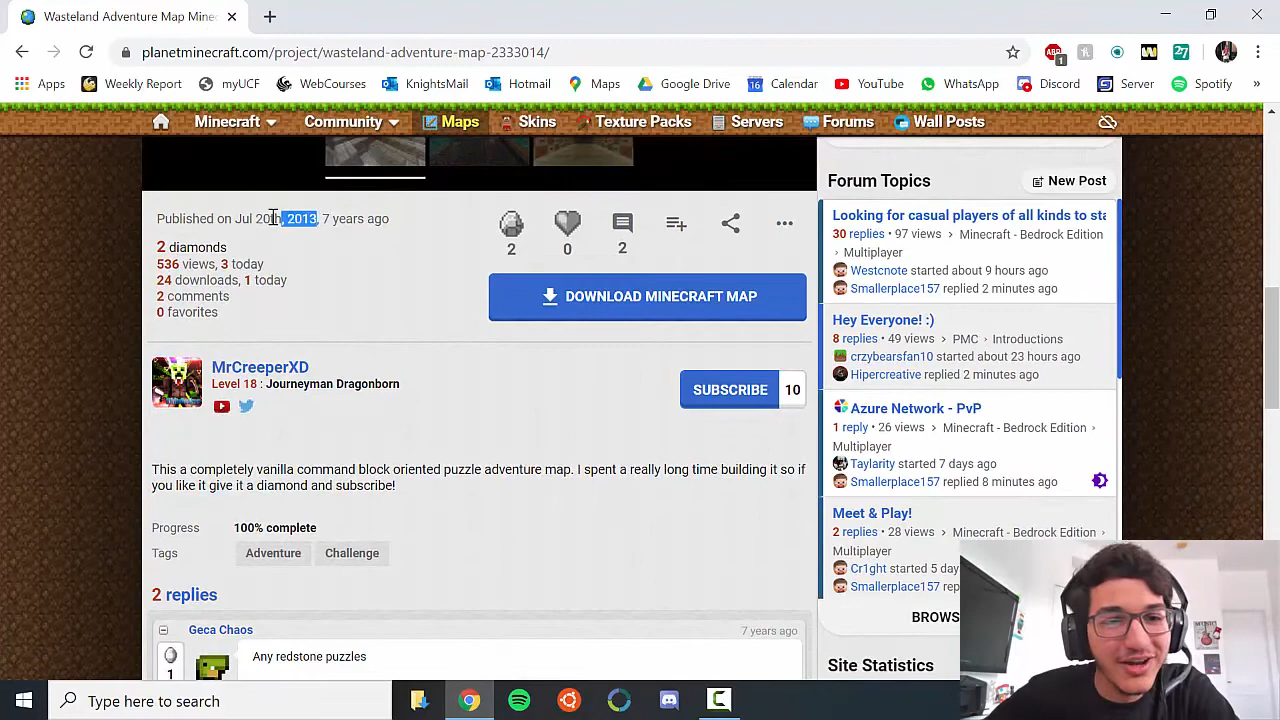 Wasteland Adventure Map Mine
planetminecraft.com/project/wasteland-adventure-map-2333014/
ABP 1 27
Apps Weekly Report myUCF WebCourses KnightsMail Hotmail Maps Google Drive 16 Calendar YouTube WhatsApp Discord Server Spotify
Minecraft Community Maps Skins Texture Packs Servers Forums Wall Posts
Published on Jul 20th, 2013, 7 years ago
2 0 2
2 diamonds
536 views, 3 today
24 downloads, 1 today
2 comments
0 favorites
DOWNLOAD MINECRAFT MAP
MrCreeperXD
Level 18 : Journeyman Dragonborn
SUBSCRIBE 10
This a completely vanilla command block oriented puzzle adventure map. I spent a really long time building it so if
you like it give it a diamond and subscribe!
Progress 100% complete
Tags Adventure Challenge
2 replies
Geca Chaos 7 years ago
1
Any redstone puzzles
Forum Topics New Post
Looking for casual players of all kinds to sta
30 replies • 97 views > Minecraft - Bedrock Edition
> Multiplayer
Westcnote started about 9 hours ago
Smallerplace157 replied 2 minutes ago
Hey Everyone! :)
8 replies • 49 views > PMC > Introductions
crzybearsfan10 started about 23 hours ago
Hipercreative replied 2 minutes ago
Azure Network - PvP
1 reply • 26 views > Minecraft - Bedrock Edition >
Multiplayer
Taylarity started 7 days ago
Smallerplace157 replied 8 minutes ago
Meet & Play!
2 replies • 28 views > Minecraft - Bedrock Edition >
Multiplayer
Cr1ght started 5 day
Smallerplace157 repl
BROWS
Site Statistics
Type here to search